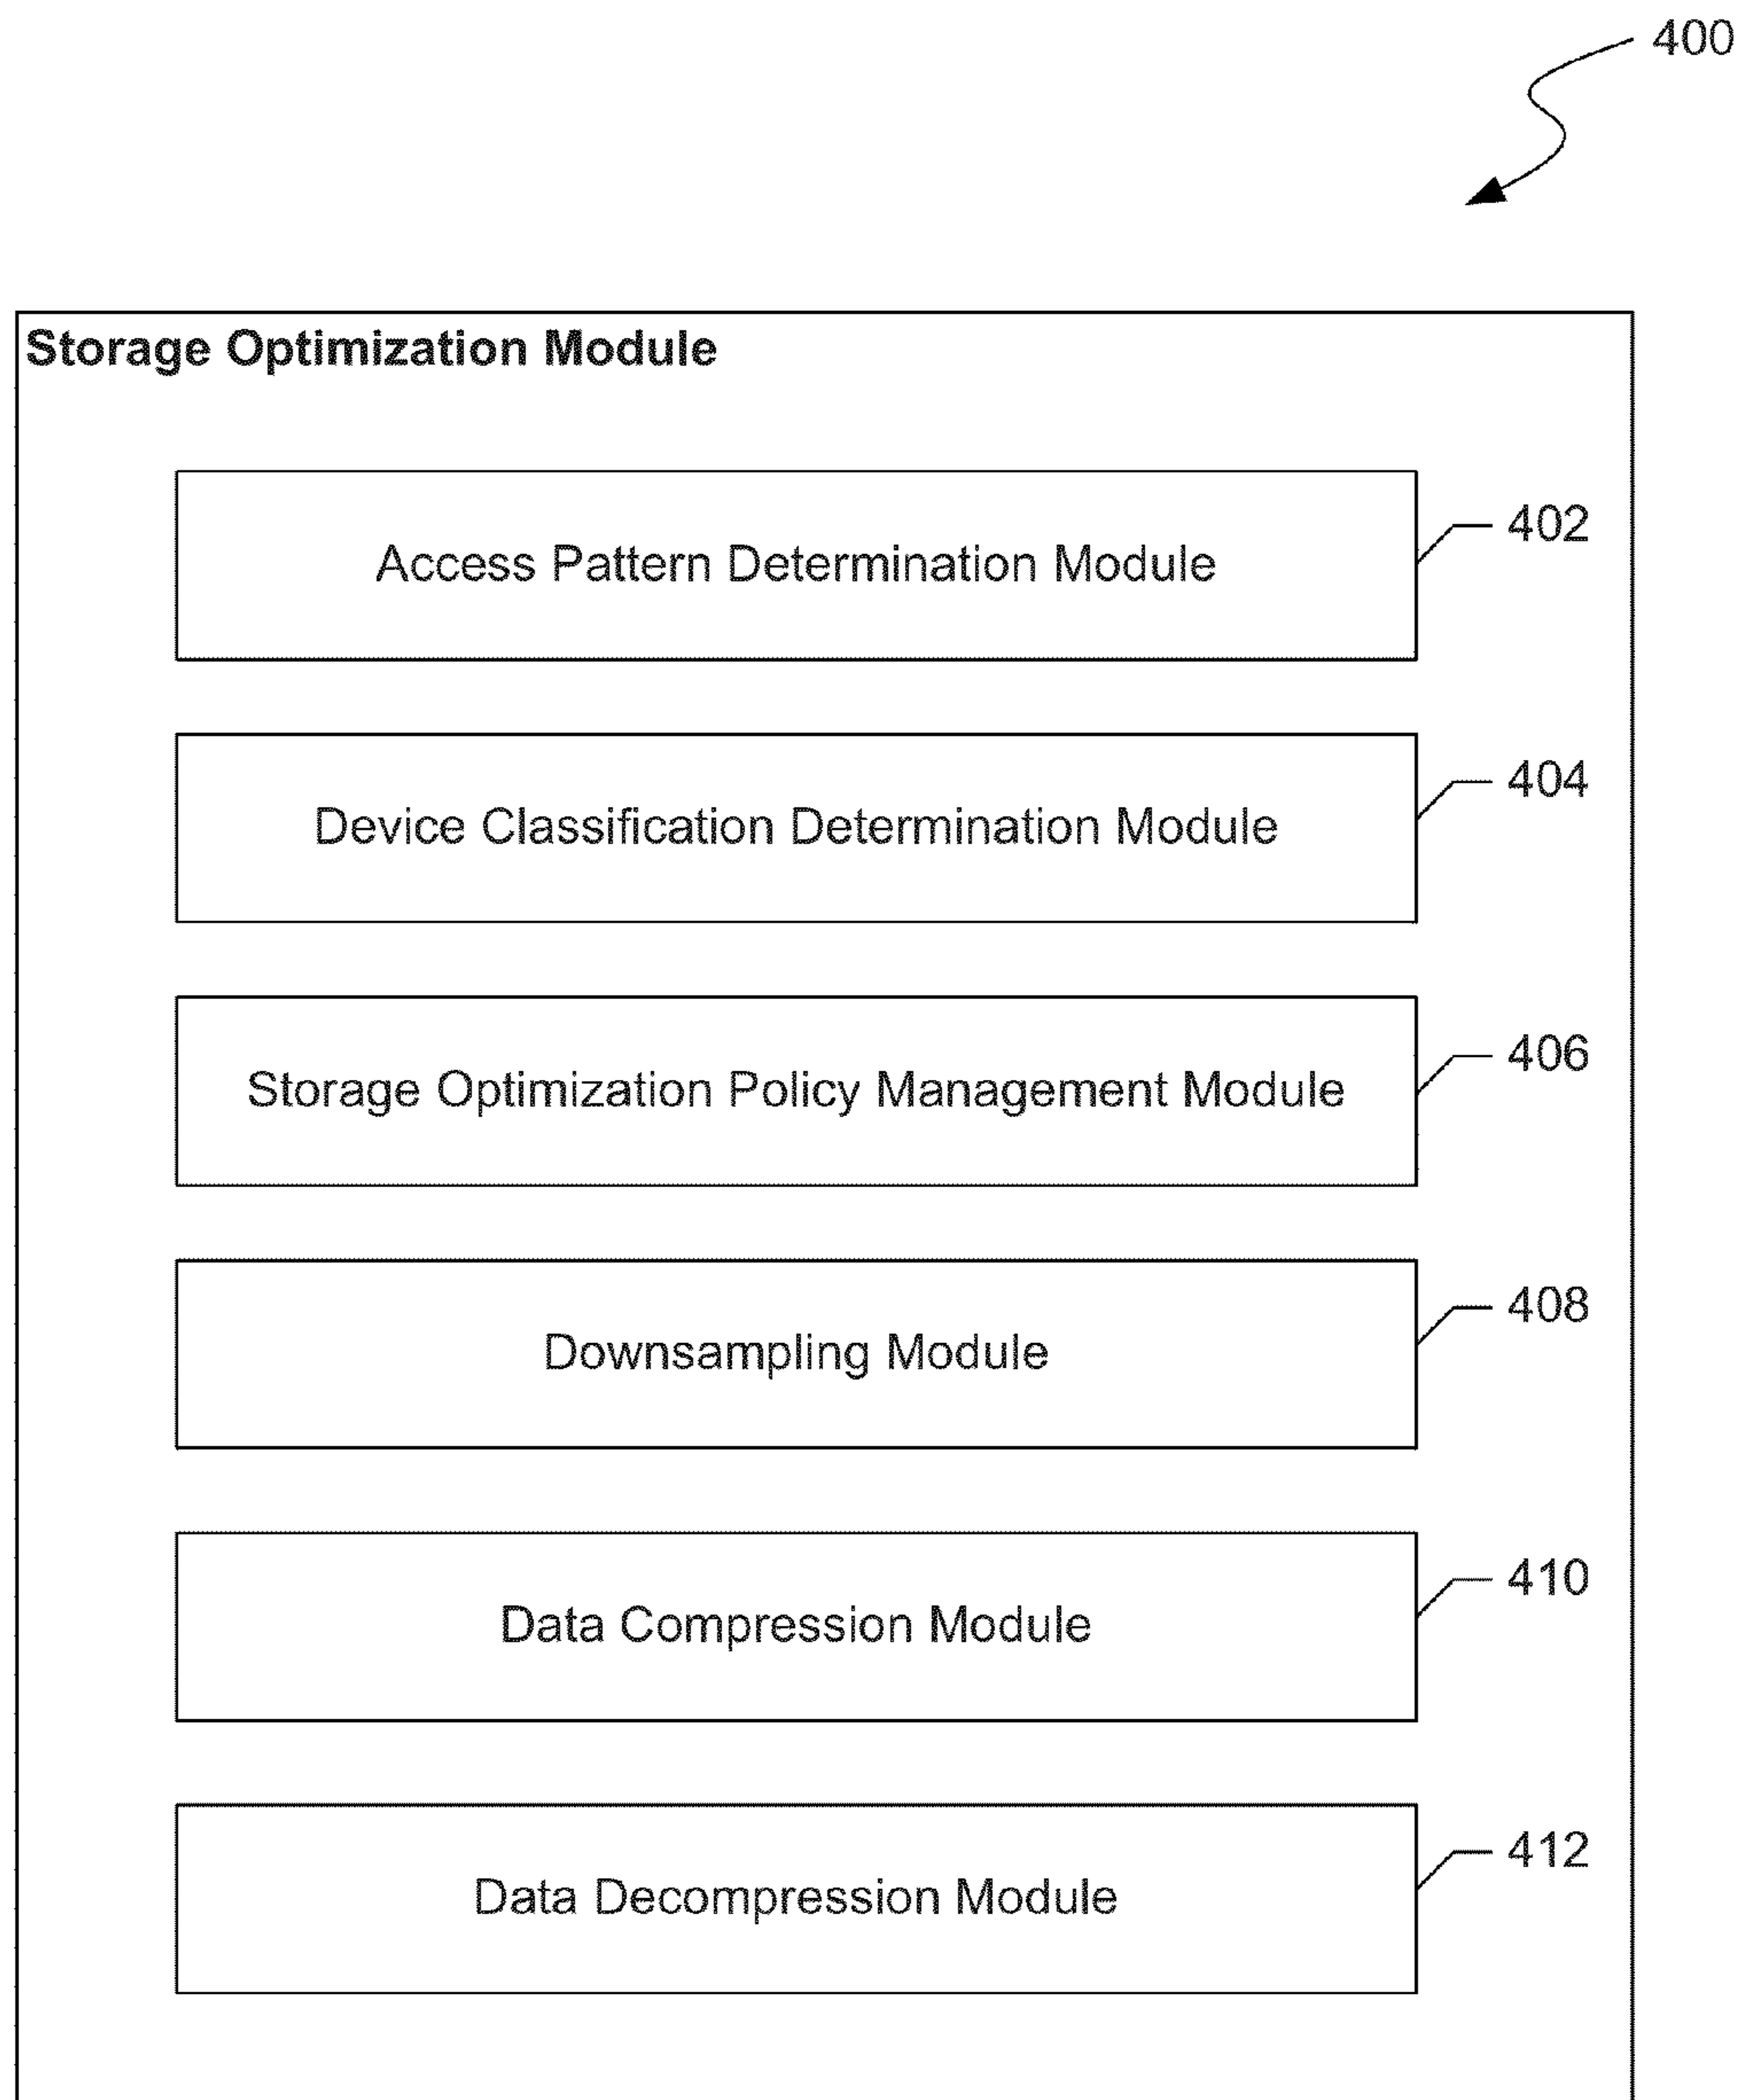 400
Storage Optimization Module
Access Pattern Determination Module
402
Device Classification Determination Module
404
Storage Optimization Policy Management Module
406
Downsampling Module
408
Data Compression Module
410
Data Decompression Module
412